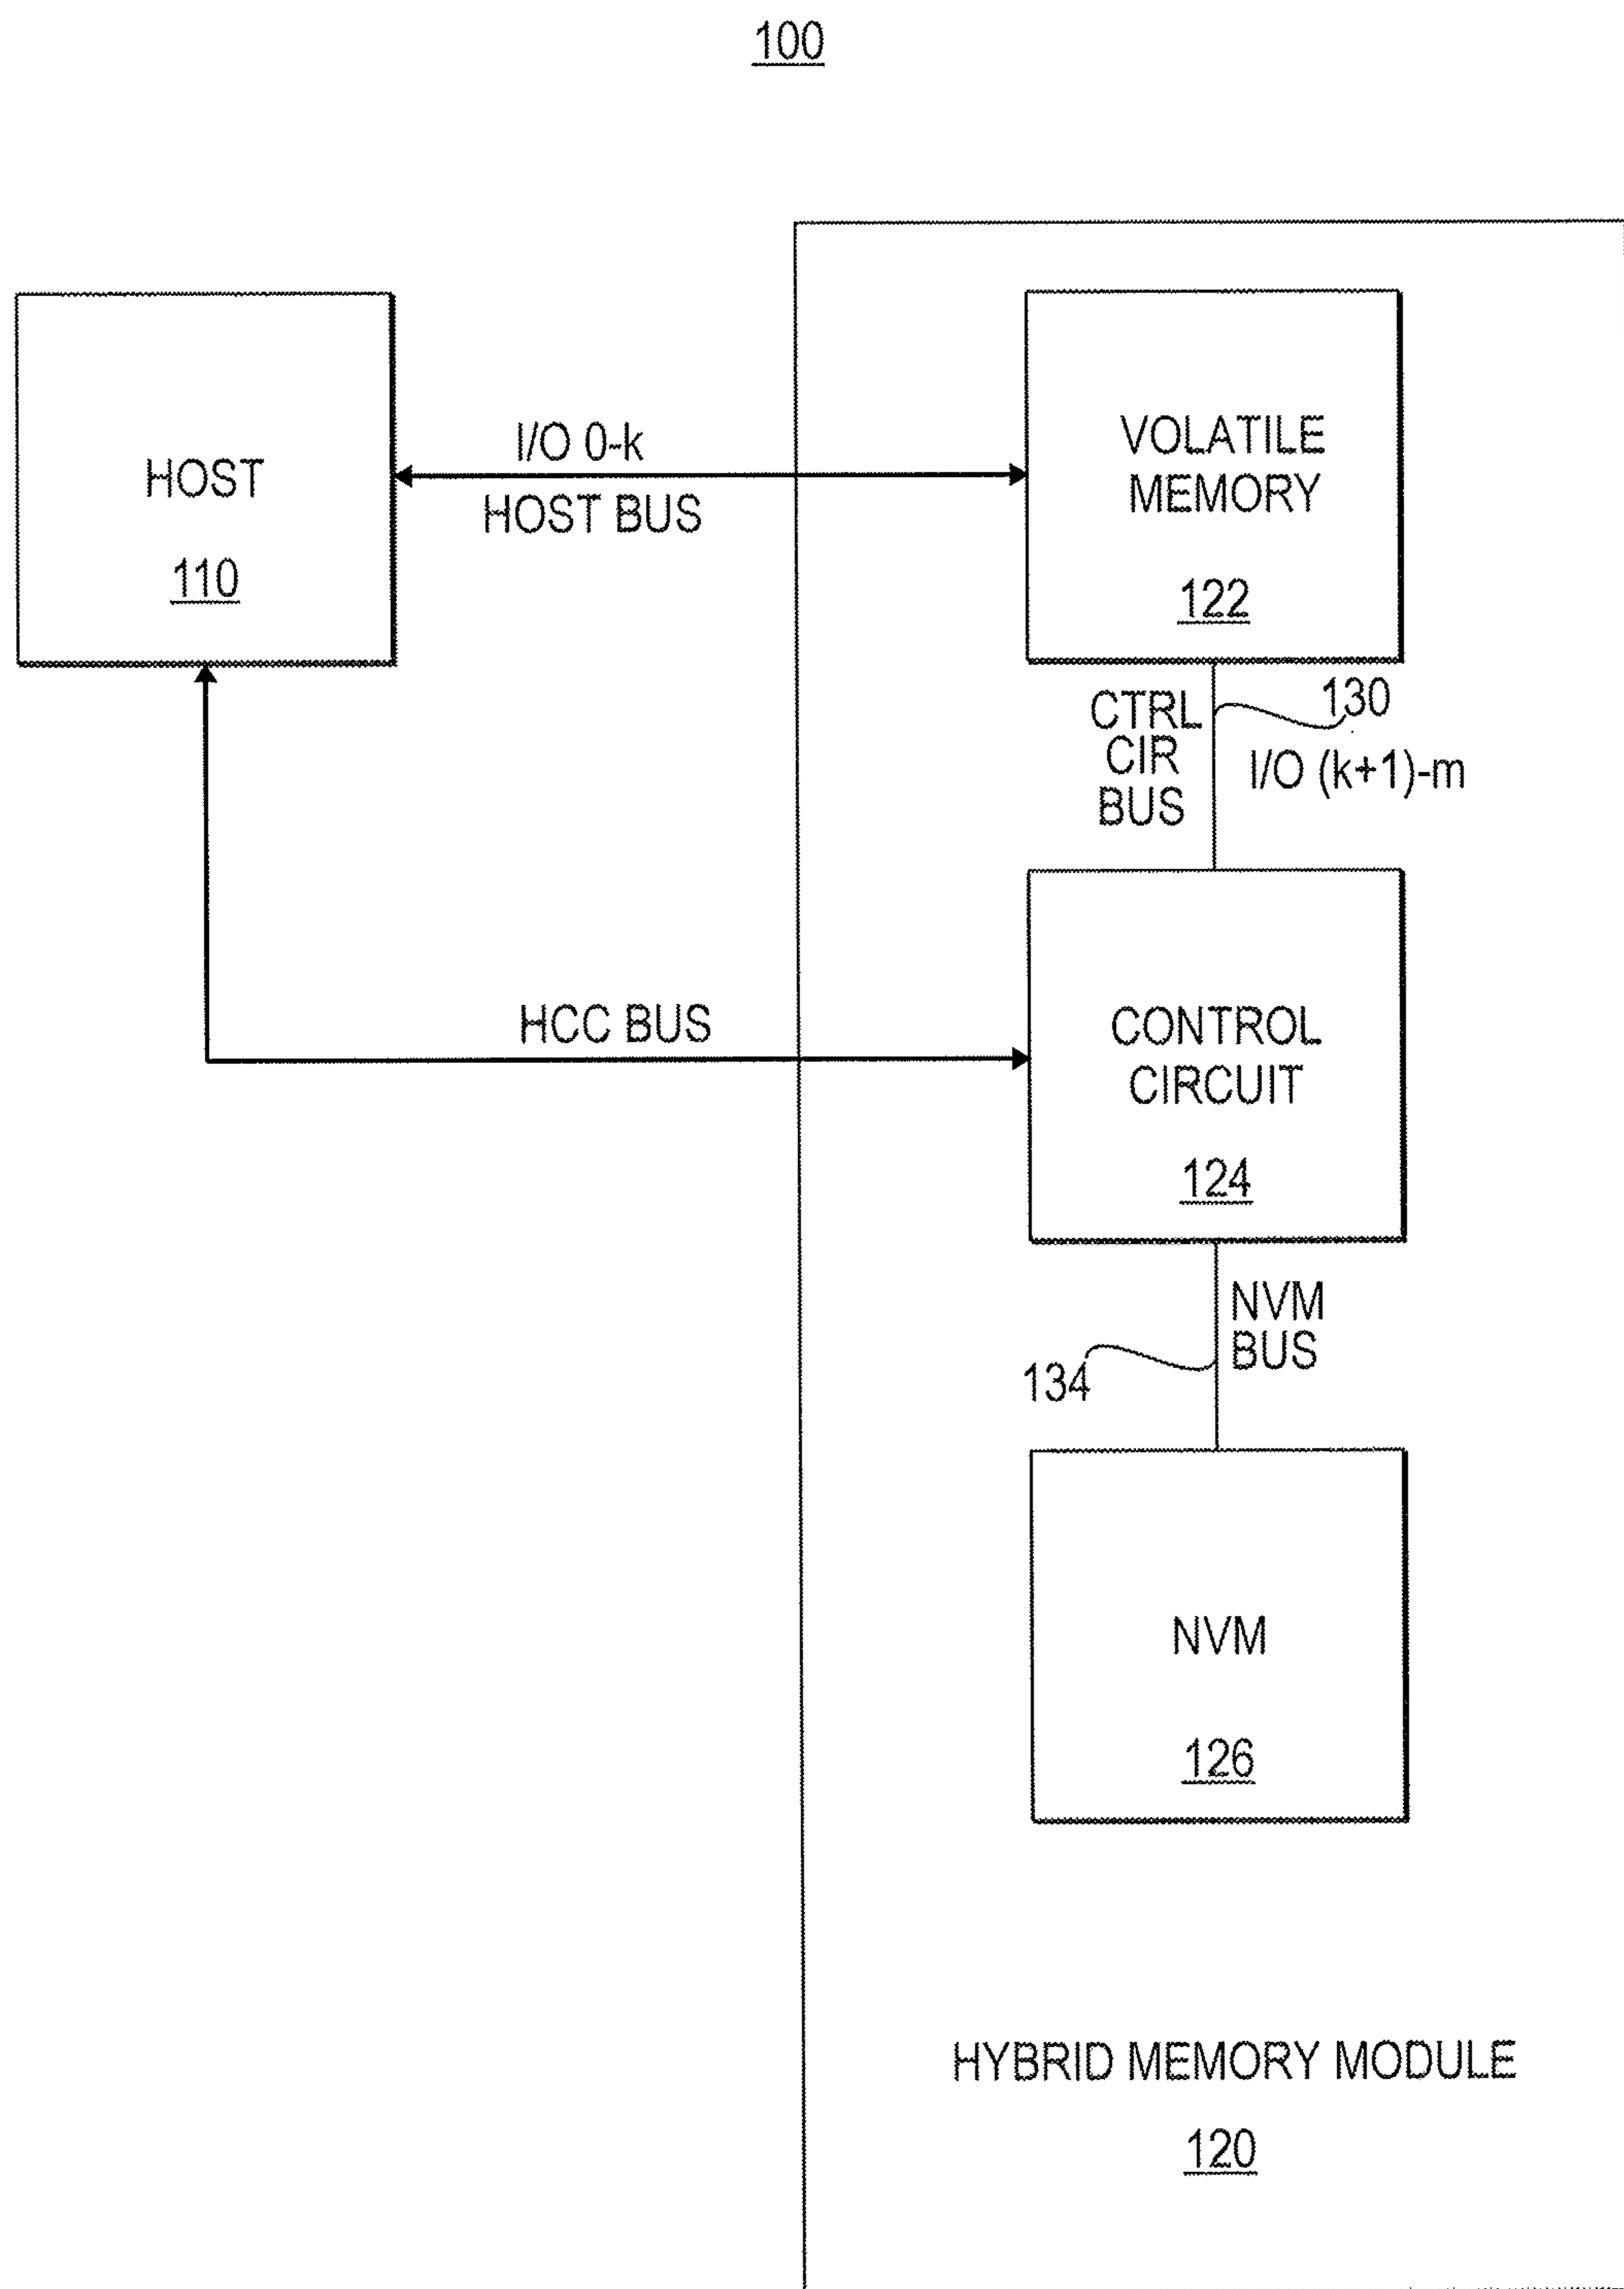 100
HOST
110
I/O 0-k
HOST BUS
VOLATILE
MEMORY
122
CTRL
CIR
BUS
130
I/O (k+1)-m
HCC BUS
CONTROL
CIRCUIT
124
NVM
BUS
134
NVM
126
HYBRID MEMORY MODULE
120